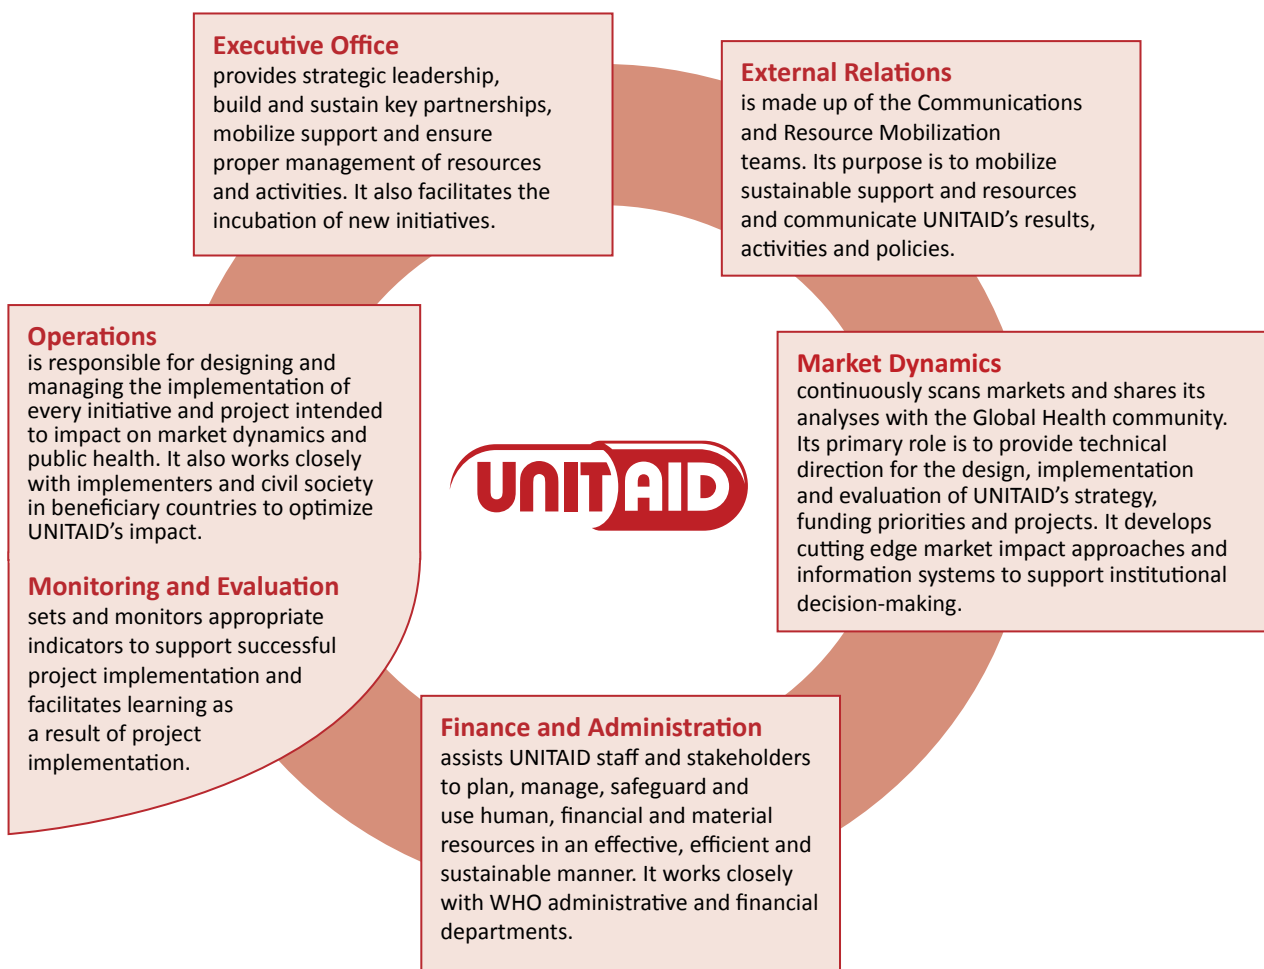 Executive Office
provides strategic leadership,
build and sustain key partnerships,
mobilize support and ensure
proper management of resources
and activities. It also facilitates the
incubation of new initiatives.
External Relations
is made up of the Communications
and Resource Mobilization
teams. Its purpose is to mobilize
sustainable support and resources
and communicate UNITAID’s results,
activities and policies.
Operations
is responsible for designing and
managing the implementation of
every initiative and project intended
to impact on market dynamics and
public health. It also works closely
with implementers and civil society
in beneficiary countries to optimize
UNITAID’s impact.
Monitoring and Evaluation
sets and monitors appropriate
indicators to support successful
project implementation and
facilitates learning as
a result of project
implementation.
UNITAID
Market Dynamics
continuously scans markets and shares its
analyses with the Global Health community.
Its primary role is to provide technical
direction for the design, implementation
and evaluation of UNITAID’s strategy,
funding priorities and projects. It develops
cutting edge market impact approaches and
information systems to support institutional
decision-making.
Finance and Administration
assists UNITAID staff and stakeholders
to plan, manage, safeguard and
use human, financial and material
resources in an effective, efficient and
sustainable manner. It works closely
with WHO administrative and financial
departments.